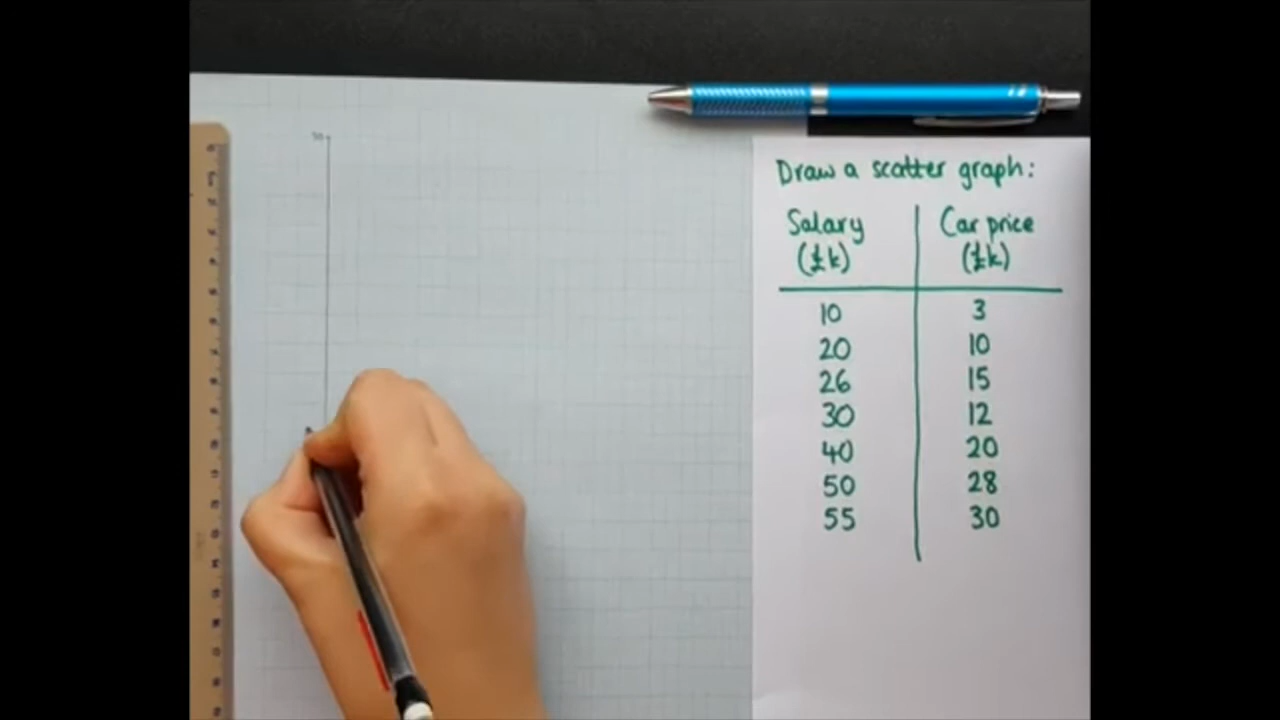 Draw a scatter graph:
Salary Car price
(£k) (£k)
10 3
20 10
26 15
30 12
40 20
50 28
55 30